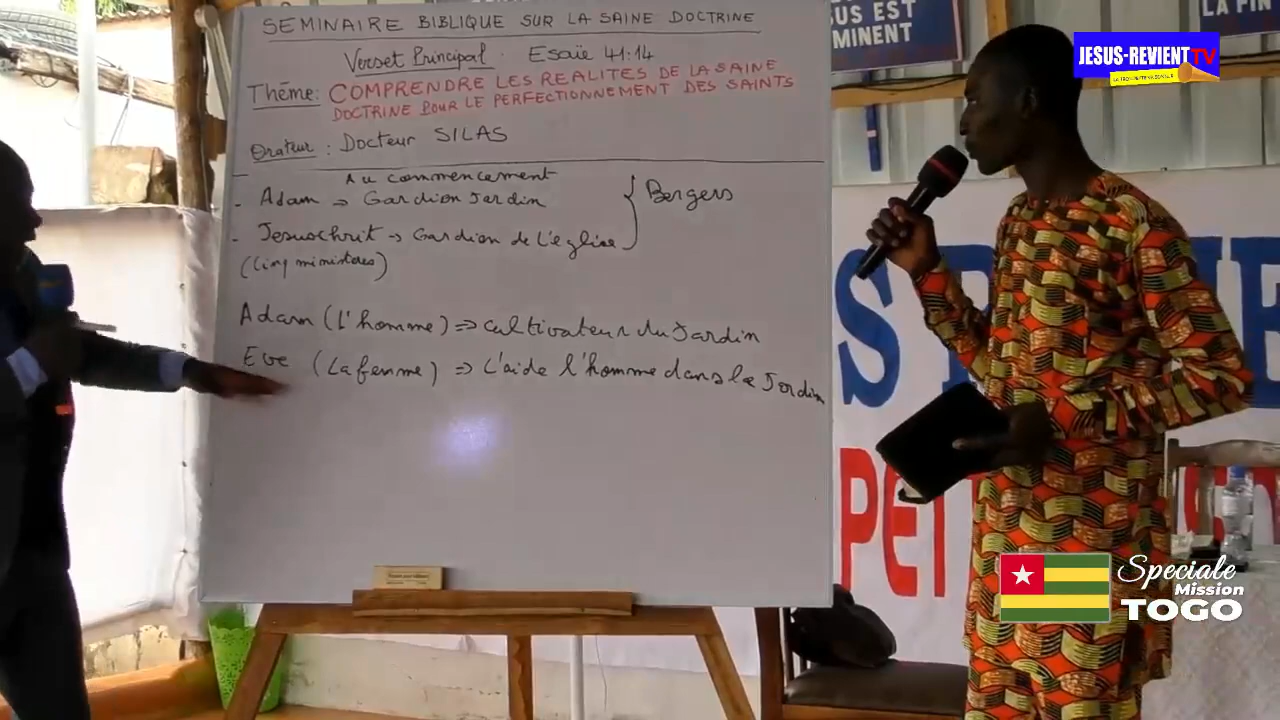 SEMINAIRE BIBLIQUE SUR LA SAINE DOCTRINE
Verset Principal : Esaïe 41:14
Thème: COMPRENDRE LES REALITES DE LA SAINE
DOCTRINE POUR LE PERFECTIONNEMENT DES SAINTS
Orateur : Docteur SILAS
Au commencement
- Adam => Gardien Jardin
- Jesuschrit -> Gardien de l'église
Bergers
(Cinq ministères)
Adam (l'homme) => cultivateur du Jardin
Eve (La femme) => L'aide l'homme dans le Jardin
SUS EST
MINENT
LA FIN
JESUS-REVIENT TV
PET
Speciale
Mission
TOGO